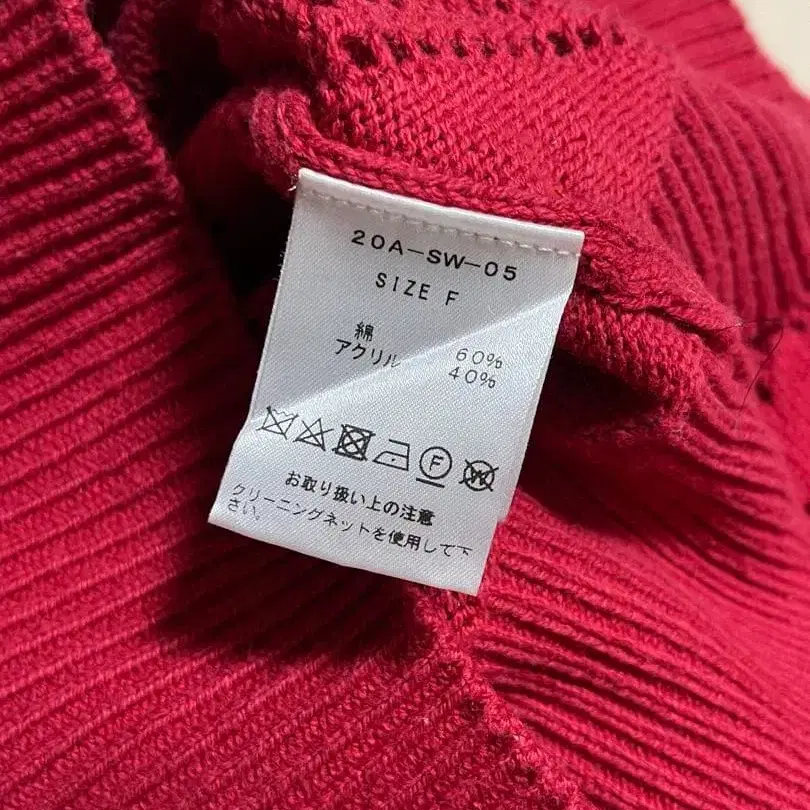 20A-SW-05
SIZE F
綿 60%
アクリル 40%
F
W
お取り扱い上の注意
クリーニングネットを使用して下
さい。